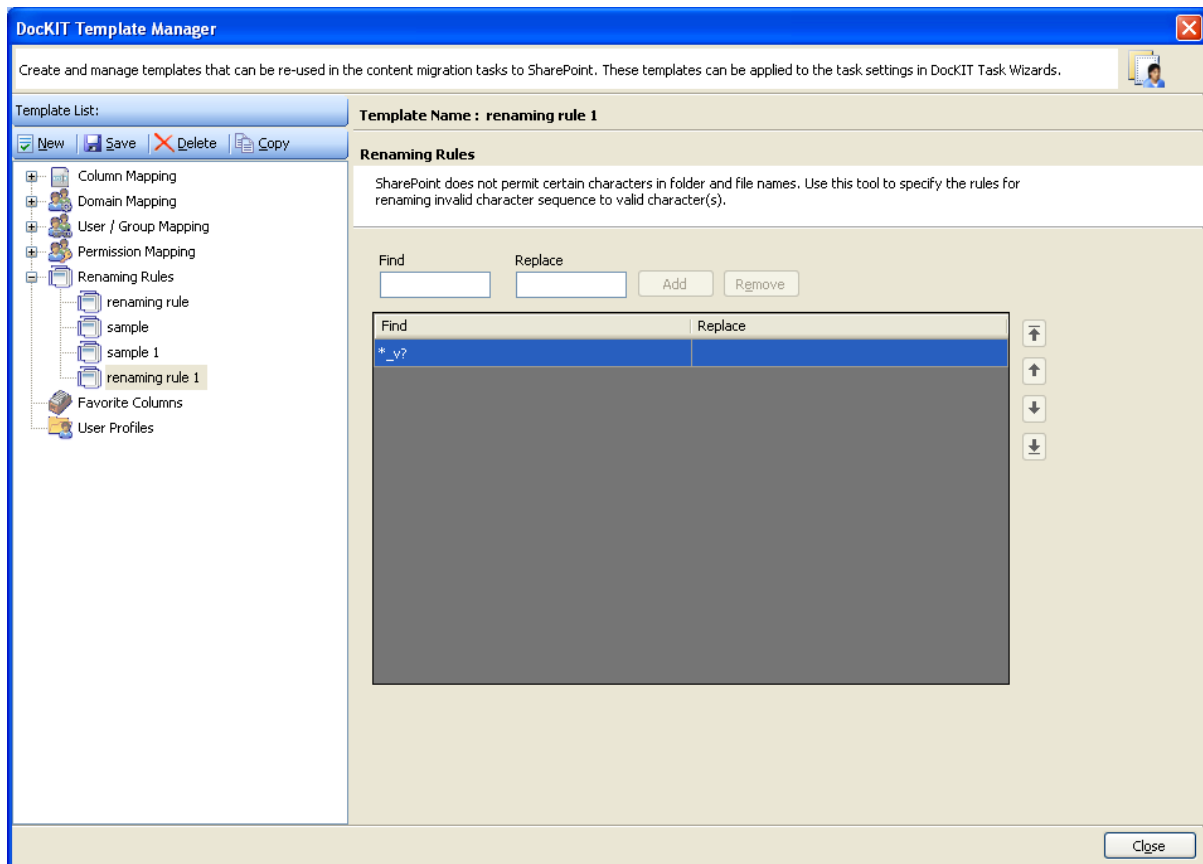 DocKIT Template Manager
Create and manage templates that can be re-used in the content migration tasks to SharePoint. These templates can be applied to the task settings in DocKIT Task Wizards.
Template List:
New Save Delete Copy
Column Mapping
Domain Mapping
User / Group Mapping
Permission Mapping
Renaming Rules
renaming rule
sample
sample 1
renaming rule 1
Favorite Columns
User Profiles
Template Name : renaming rule 1
Renaming Rules
SharePoint does not permit certain characters in folder and file names. Use this tool to specify the rules for
renaming invalid character sequence to valid character(s).
Find Replace
Add Remove
Find Replace
*_v?
Close